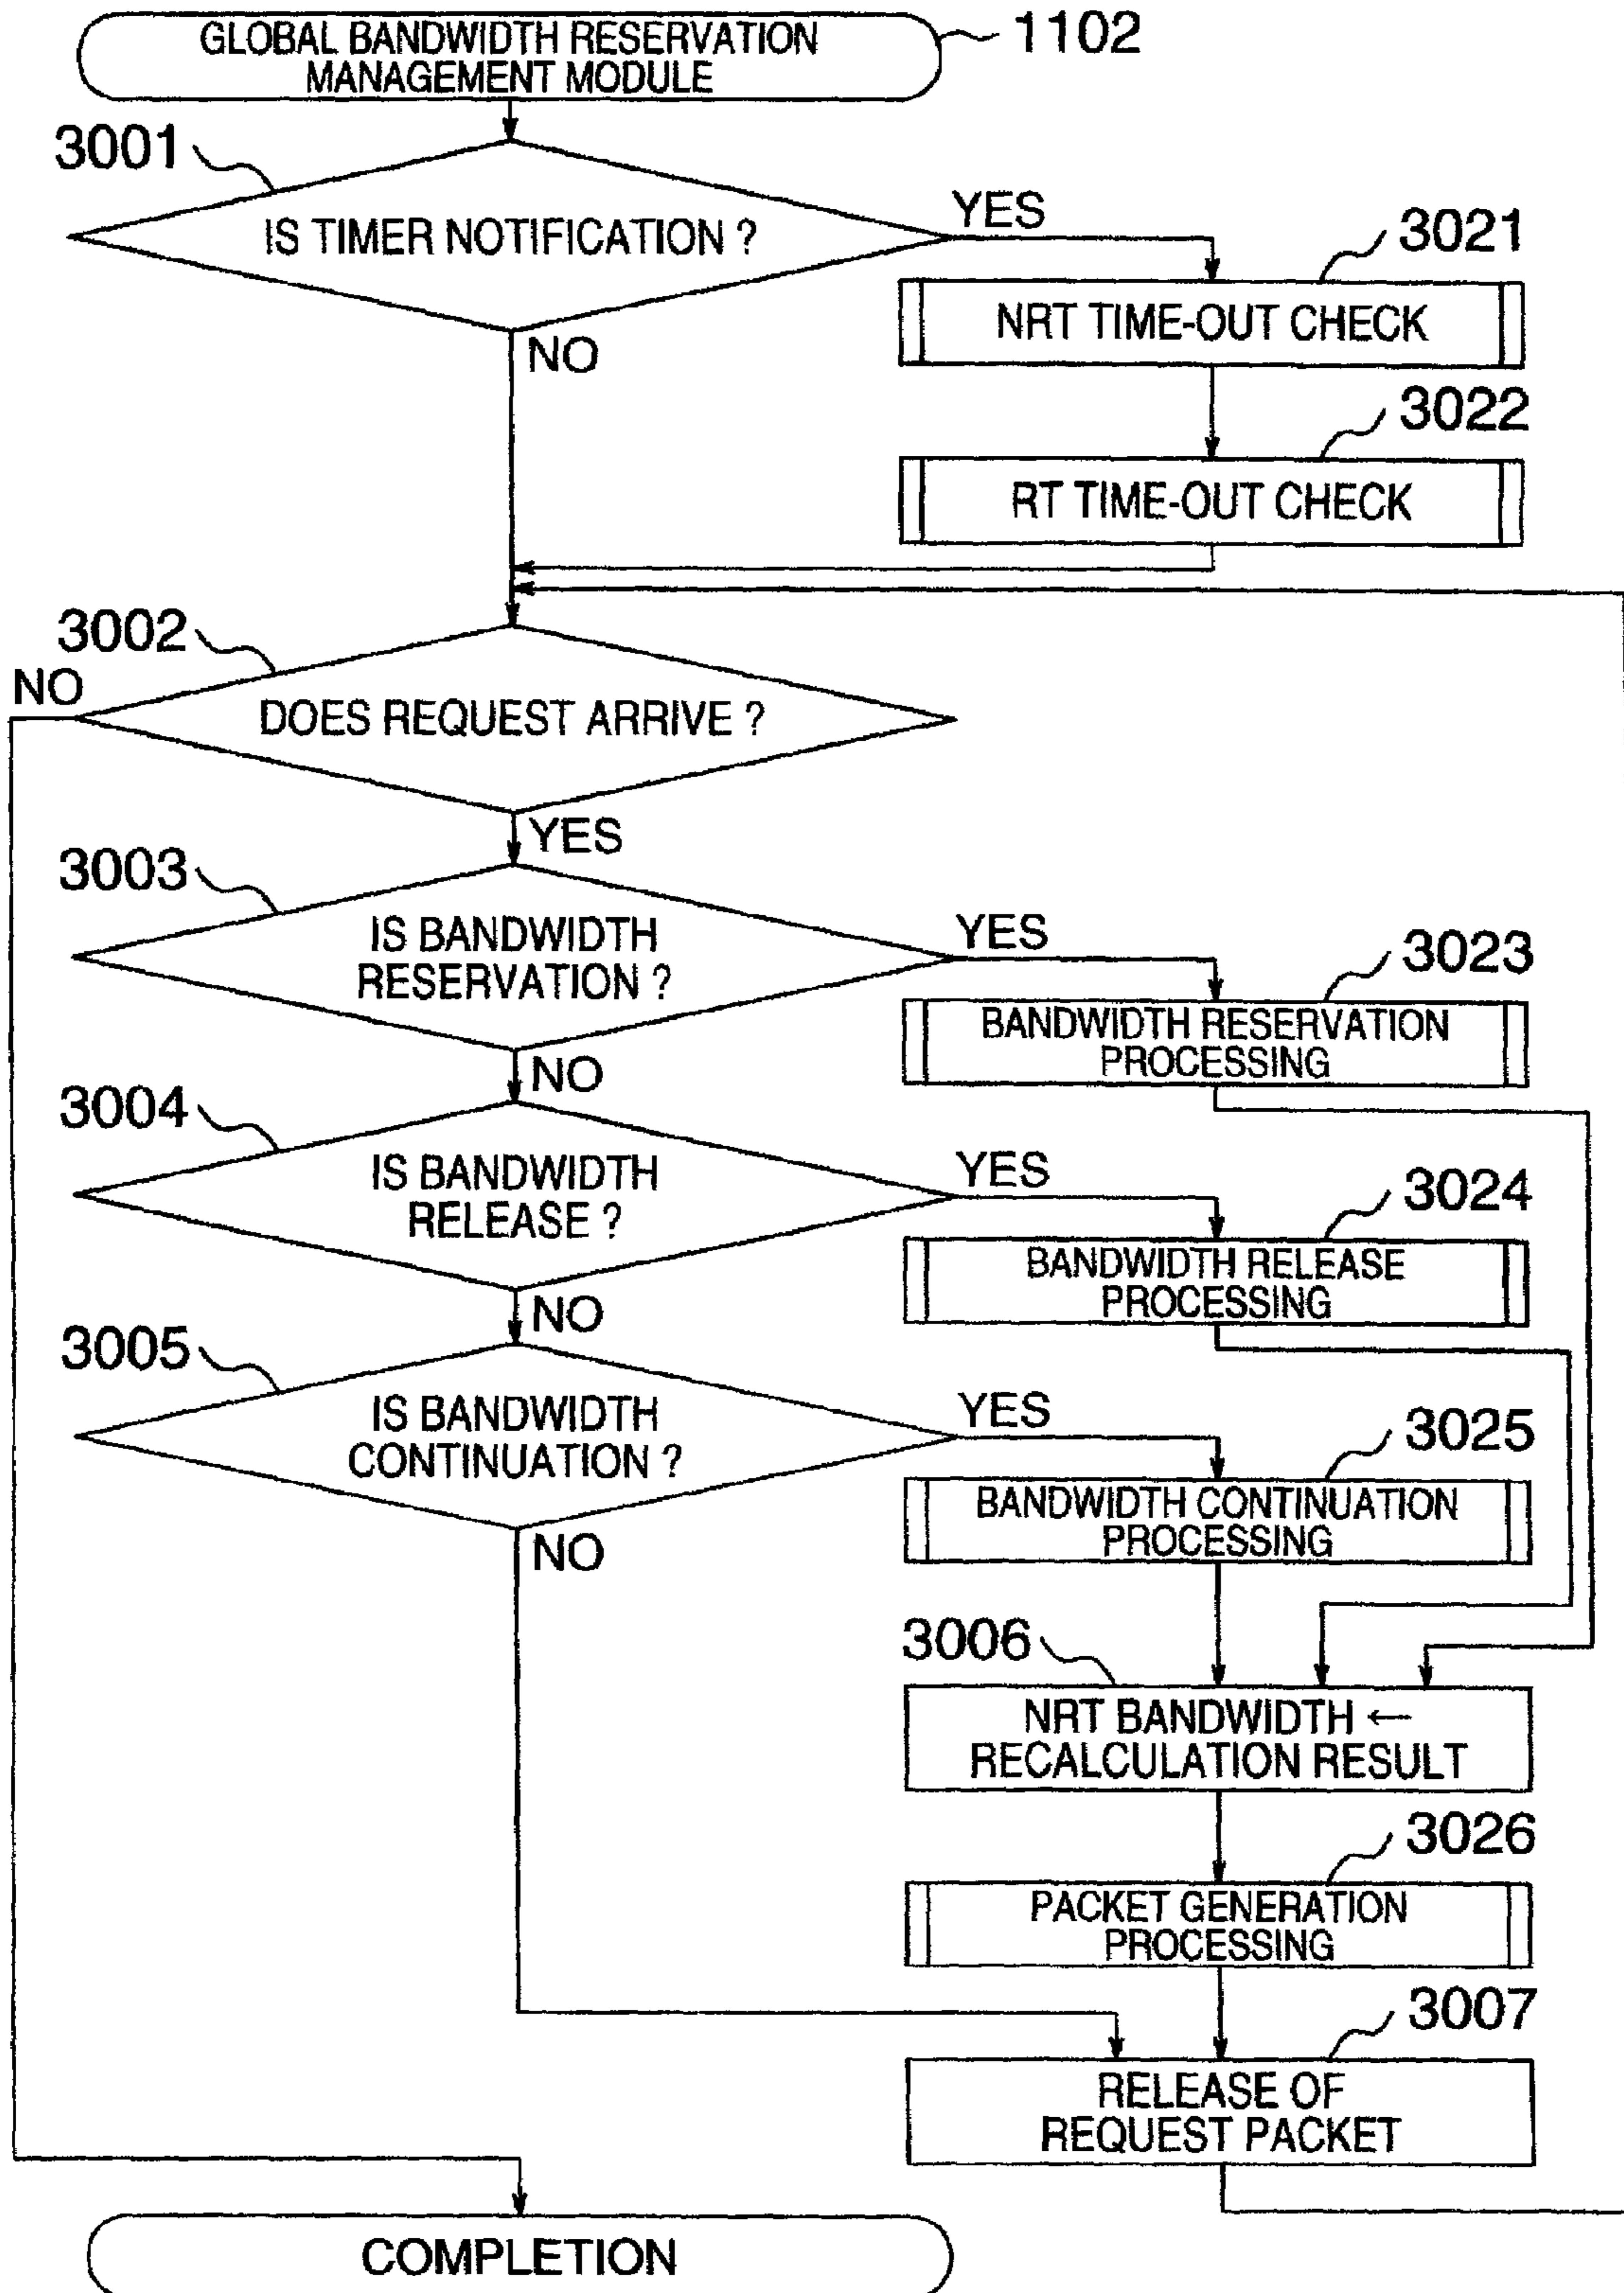 GLOBAL BANDWIDTH RESERVATION
MANAGEMENT MODULE
1102
3001
IS TIMER NOTIFICATION ?
YES
NO
3021
NRT TIME-OUT CHECK
3022
RT TIME-OUT CHECK
3002
NO
DOES REQUEST ARRIVE ?
YES
3003
IS BANDWIDTH
RESERVATION ?
YES
NO
3023
BANDWIDTH RESERVATION
PROCESSING
3004
IS BANDWIDTH
RELEASE ?
YES
NO
3024
BANDWIDTH RELEASE
PROCESSING
3005
IS BANDWIDTH
CONTINUATION ?
YES
NO
3025
BANDWIDTH CONTINUATION
PROCESSING
3006
NRT BANDWIDTH ←
RECALCULATION RESULT
3026
PACKET GENERATION
PROCESSING
3007
RELEASE OF
REQUEST PACKET
COMPLETION